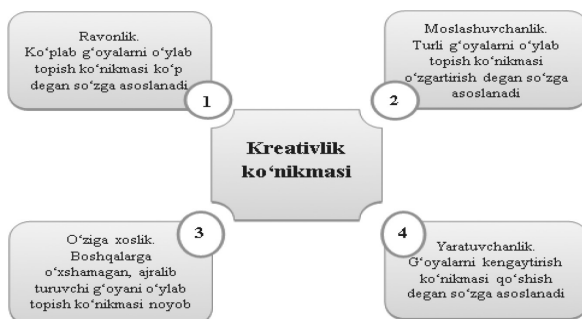 Ravonlik.
Ko‘plab g‘oyalarni o‘ylab
topish ko‘nikmasi ko‘p
degan so‘zga asoslanadi
1
Moslashuvchanlik.
Turli g‘oyalarni o‘ylab
topish ko‘nikmasi
o‘zgartirish degan so‘zga
asoslanadi
2
Kreativlik
ko‘nikmasi
O‘ziga xoslik.
Boshqalarga
o‘xshamagan, ajralib
turuvchi g‘oyani o‘ylab
topish ko‘nikmasi noyob
3
Yaratuvchanlik.
G‘oyalarni kengaytirish
ko‘nikmasi qo‘shish
degan so‘zga asoslanadi
4